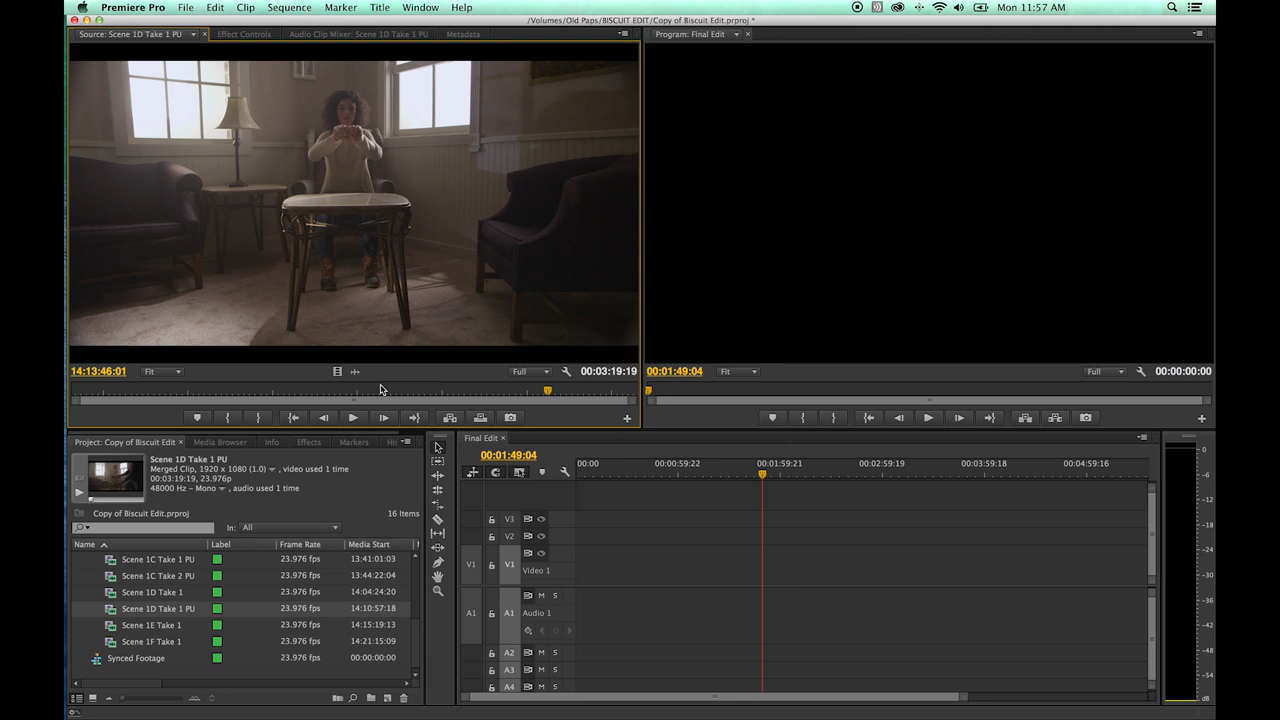 Premiere Pro File Edit Clip Sequence Marker Title Window Help Mon 11:57 AM
/Volumes/Old Paps/BISCUIT EDIT/Copy of Biscuit Edit.prproj *
Source: Scene 1D Take 1 PU Effect Controls Audio Clip Mixer: Scene 1D Take 1 PU Metadata Program: Final Edit
14:13:46:01 Fit Full 00:03:19:19 00:01:49:04 Fit Full 00:00:00:00
Project: Copy of Biscuit Edit Media Browser Info Effects Markers His
Scene 1D Take 1 PU
Merged Clip, 1920 x 1080 (1.0) , video used 1 time
00:03:19:19, 23.976p
48000 Hz - Mono , audio used 1 time
Copy of Biscuit Edit.prproj 16 Items
In: All
Name Label Frame Rate Media Start
Scene 1C Take 1 PU 23.976 fps 13:41:01:03
Scene 1C Take 2 PU 23.976 fps 13:44:22:04
Scene 1D Take 1 23.976 fps 14:04:24:20
Scene 1D Take 1 PU 23.976 fps 14:10:57:18
Scene 1E Take 1 23.976 fps 14:15:19:13
Scene 1F Take 1 23.976 fps 14:21:15:09
Synced Footage 23.976 fps 00:00:00:00
Final Edit
00:01:49:04
00:00 00:00:59:22 00:01:59:21 00:02:59:19 00:03:59:18 00:04:59:16
V3
V2
V1 V1 Video 1
A1 A1 M S
Audio 1
A2 M S
A3 M S
A4 M S
0
-6
-12
-18
-24
-30
-36
-42
-48
-54
dB